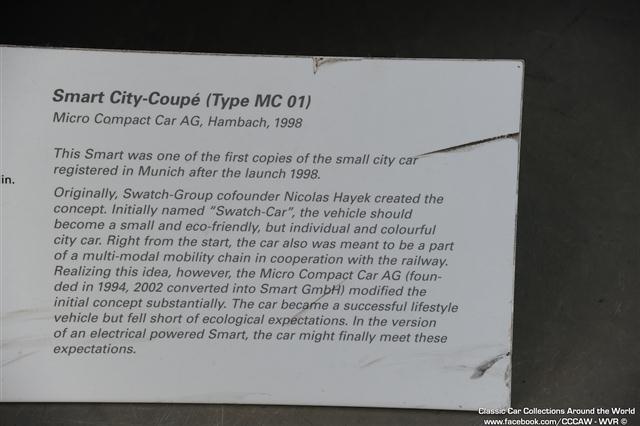 in.
Smart City-Coupé (Type MC 01)
Micro Compact Car AG, Hambach, 1998
This Smart was one of the first copies of the small city car
registered in Munich after the launch 1998.
Originally, Swatch-Group cofounder Nicolas Hayek created the
concept. Initially named "Swatch-Car", the vehicle should
become a small and eco-friendly, but individual and colourful
city car. Right from the start, the car also was meant to be a part
of a multi-modal mobility chain in cooperation with the railway.
Realizing this idea, however, the Micro Compact Car AG (foun-
ded in 1994, 2002 converted into Smart GmbH) modified the
initial concept substantially. The car became a successful lifestyle
vehicle but fell short of ecological expectations. In the version
of an electrical powered Smart, the car might finally meet these
expectations.
Classic Car Collections Around the World
www.facebook.com/CCCAW - WVR ©